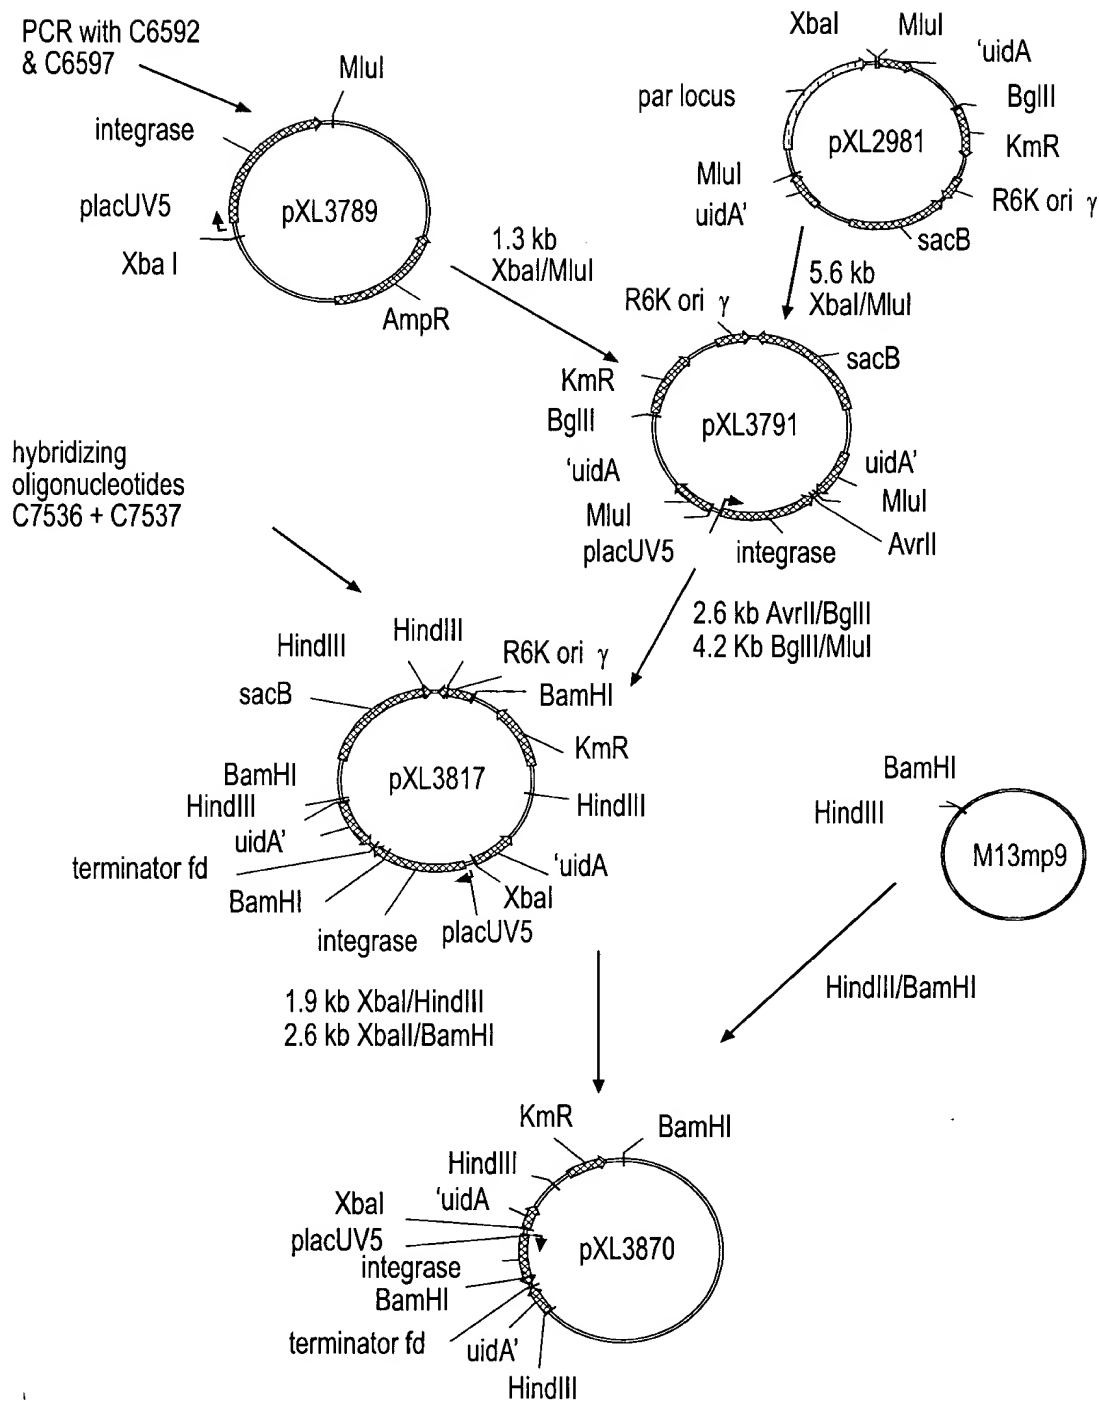 PCR with C6592
& C6597
MluI
integrase
placUV5
Xba I
pXL3789
AmpR
XbaI
MluI
'uidA
par locus
BglII
pXL2981
KmR
MluI
R6K ori γ
uidA'
sacB
1.3 kb
XbaI/MluI
5.6 kb
XbaI/MluI
R6K ori γ
sacB
KmR
BglII
pXL3791
'uidA
uidA'
MluI
MluI
placUV5
integrase
AvrII
hybridizing
oligonucleotides
C7536 + C7537
2.6 kb AvrII/BglII
4.2 Kb BglII/MluI
HindIII
HindIII
R6K ori γ
sacB
BamHI
KmR
BamHI
pXL3817
HindIII
HindIII
uidA'
terminator fd
'uidA
BamHI
XbaI
integrase
placUV5
BamHI
HindIII
M13mp9
1.9 kb XbaI/HindIII
2.6 kb XbaII/BamHI
HindIII/BamHI
KmR
BamHI
HindIII
'uidA
XbaI
placUV5
pXL3870
integrase
BamHI
terminator fd
uidA'
HindIII